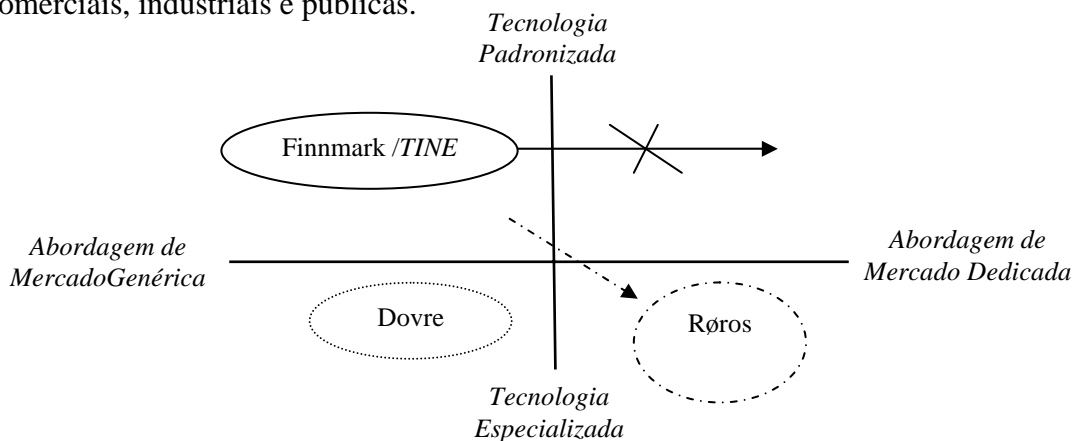 omerciais, industriais e públicas.
Tecnologia
Padronizada
Finnmark /TINE
Abordagem de
MercadoGenérica
Abordagem de
Mercado Dedicada
Dovre
Røros
Tecnologia
Especializada